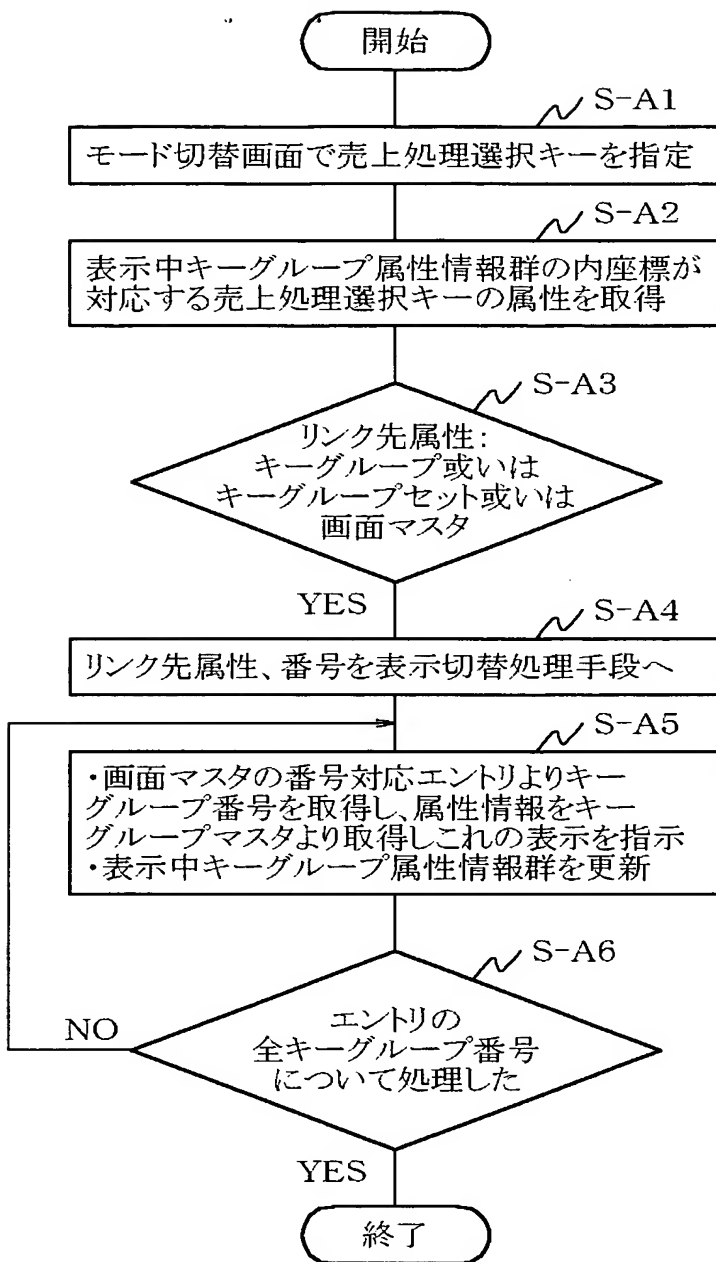 開始
S-A1
モード切替画面で売上処理選択キーを指定
S-A2
表示中キーグループ属性情報群の内座標が
対応する売上処理選択キーの属性を取得
S-A3
リンク先属性:
キーグループ或いは
キーグループセット或いは
画面マスタ
YES
S-A4
リンク先属性、番号を表示切替処理手段へ
S-A5
・画面マスタの番号対応エントリよりキー
グループ番号を取得し、属性情報をキー
グループマスタより取得しこれの表示を指示
・表示中キーグループ属性情報群を更新
S-A6
NO
エントリの
全キーグループ番号
について処理した
YES
終了